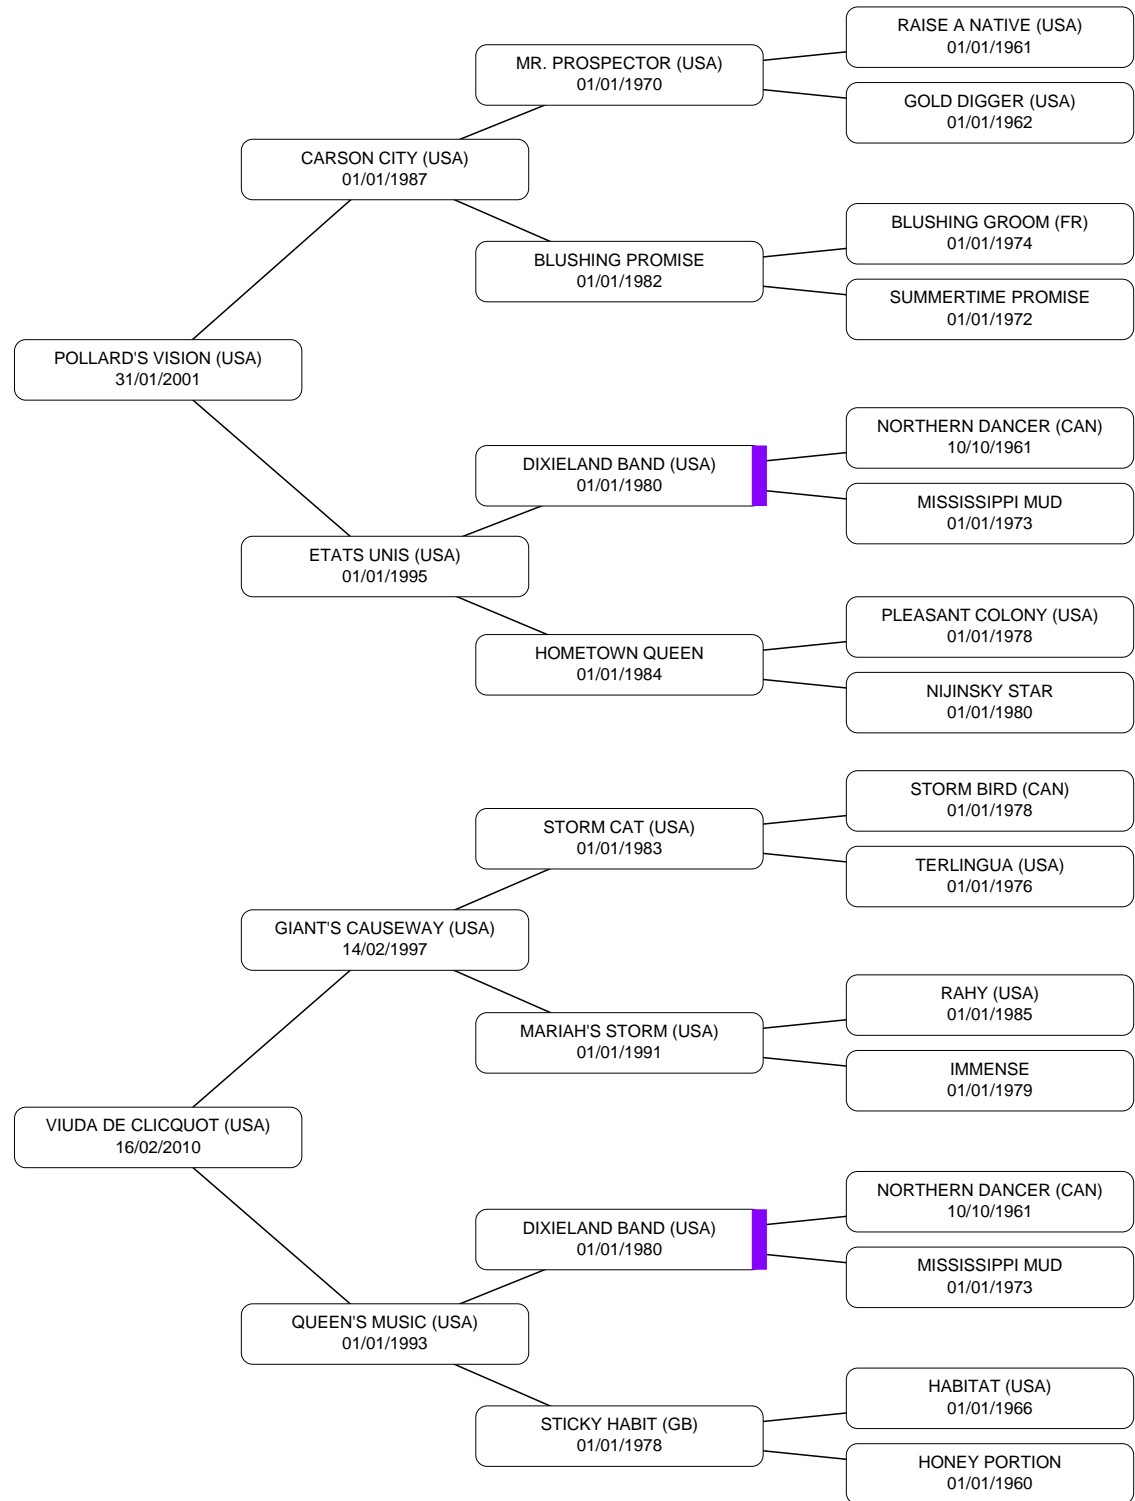 RAISE A NATIVE (USA)
01/01/1961
MR. PROSPECTOR (USA)
01/01/1970
GOLD DIGGER (USA)
01/01/1962
CARSON CITY (USA)
01/01/1987
BLUSHING GROOM (FR)
01/01/1974
BLUSHING PROMISE
01/01/1982
SUMMERTIME PROMISE
01/01/1972
POLLARD'S VISION (USA)
31/01/2001
NORTHERN DANCER (CAN)
10/10/1961
DIXIELAND BAND (USA)
01/01/1980
MISSISSIPPI MUD
01/01/1973
ETATS UNIS (USA)
01/01/1995
PLEASANT COLONY (USA)
01/01/1978
HOMETOWN QUEEN
01/01/1984
NIJINSKY STAR
01/01/1980
STORM BIRD (CAN)
01/01/1978
STORM CAT (USA)
01/01/1983
TERLINGUA (USA)
01/01/1976
GIANT'S CAUSEWAY (USA)
14/02/1997
RAHY (USA)
01/01/1985
MARIAH'S STORM (USA)
01/01/1991
IMMENSE
01/01/1979
VIUDA DE CLICQUOT (USA)
16/02/2010
NORTHERN DANCER (CAN)
10/10/1961
DIXIELAND BAND (USA)
01/01/1980
MISSISSIPPI MUD
01/01/1973
QUEEN'S MUSIC (USA)
01/01/1993
HABITAT (USA)
01/01/1966
STICKY HABIT (GB)
01/01/1978
HONEY PORTION
01/01/1960